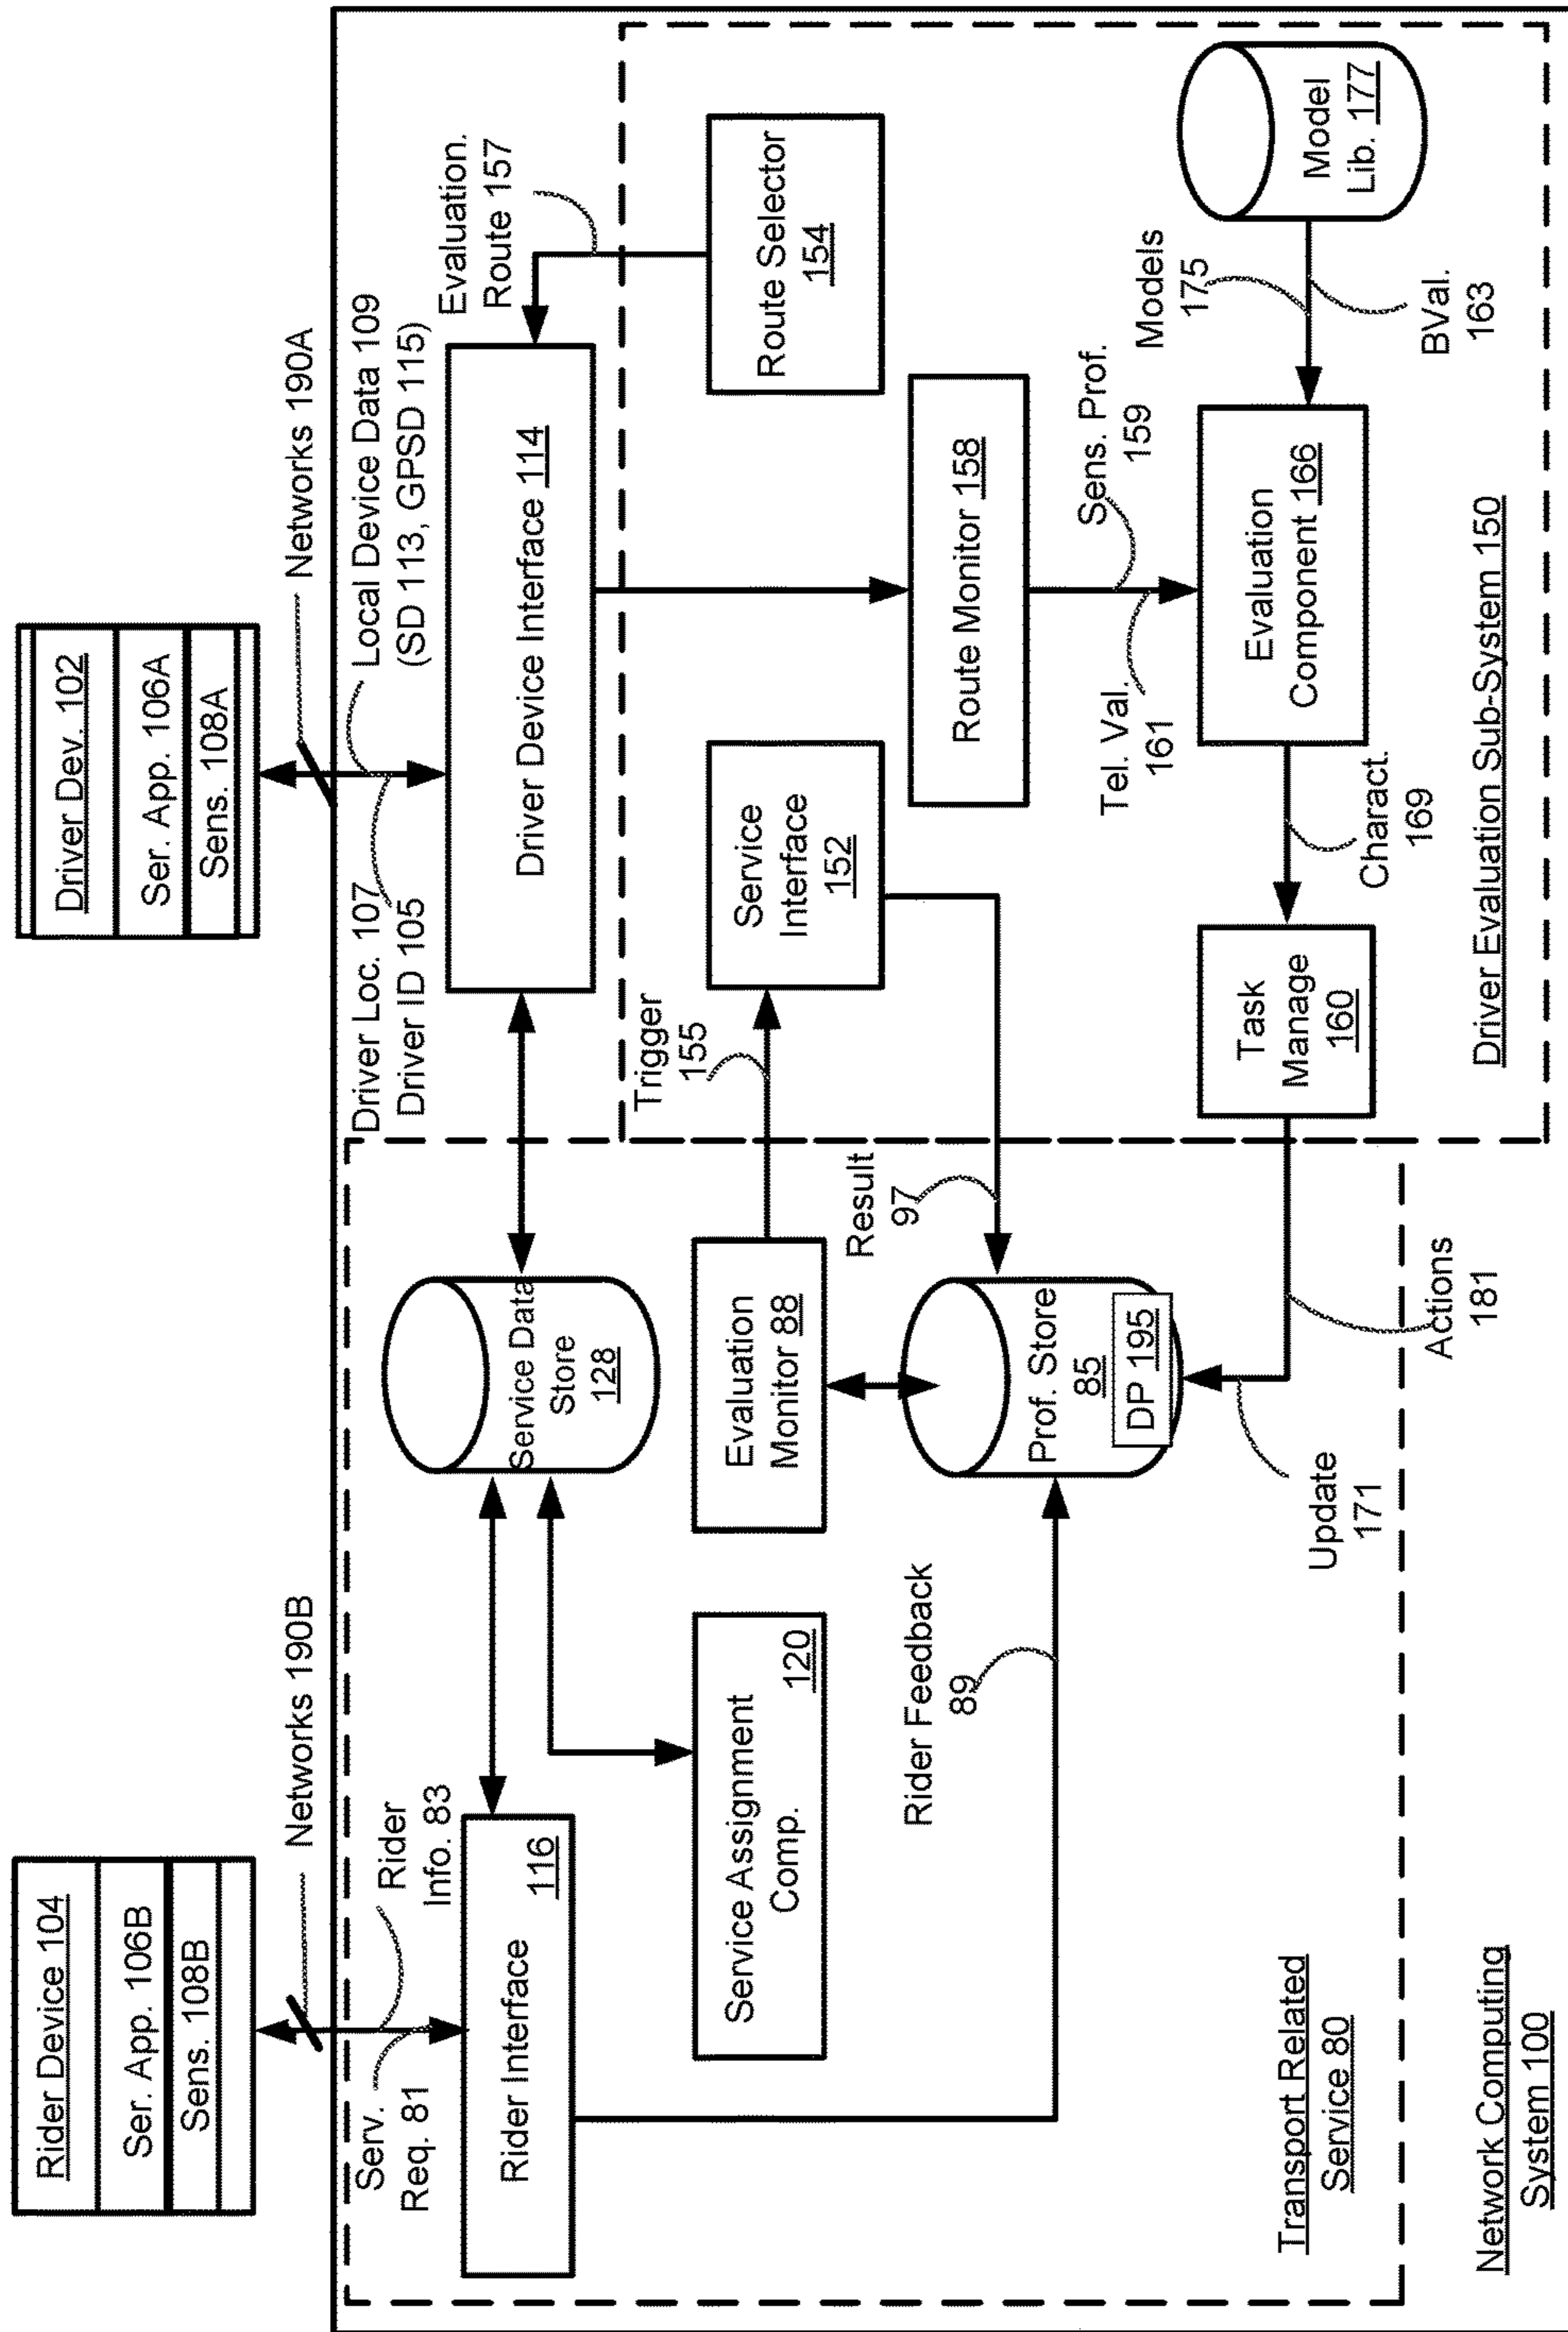 Rider Device 104
Ser. App. 106B
Sens. 108B
Networks 190B
Serv.
Req. 81
Rider
Info. 83
Rider Interface
116
Service Assignment
Comp.
120
Rider Feedback
89
Service Data
Store
128
Evaluation
Monitor 88
Prof. Store
85
DP 195
Result
97
Trigger
155
Update
171
Actions
181
Transport Related
Service 80
Network Computing
System 100
Driver Dev. 102
Ser. App. 106A
Sens. 108A
Networks 190A
Driver Loc. 107
Driver ID 105
Local Device Data 109
(SD 113, GPSD 115)
Driver Device Interface 114
Evaluation.
Route 157
Route Selector
154
Service
Interface
152
Route Monitor 158
Tel. Val.
161
Sens. Prof.
159
Models
175
BVal.
163
Model
Lib. 177
Evaluation
Component 166
Charact.
169
Task
Manage
160
Driver Evaluation Sub-System 150